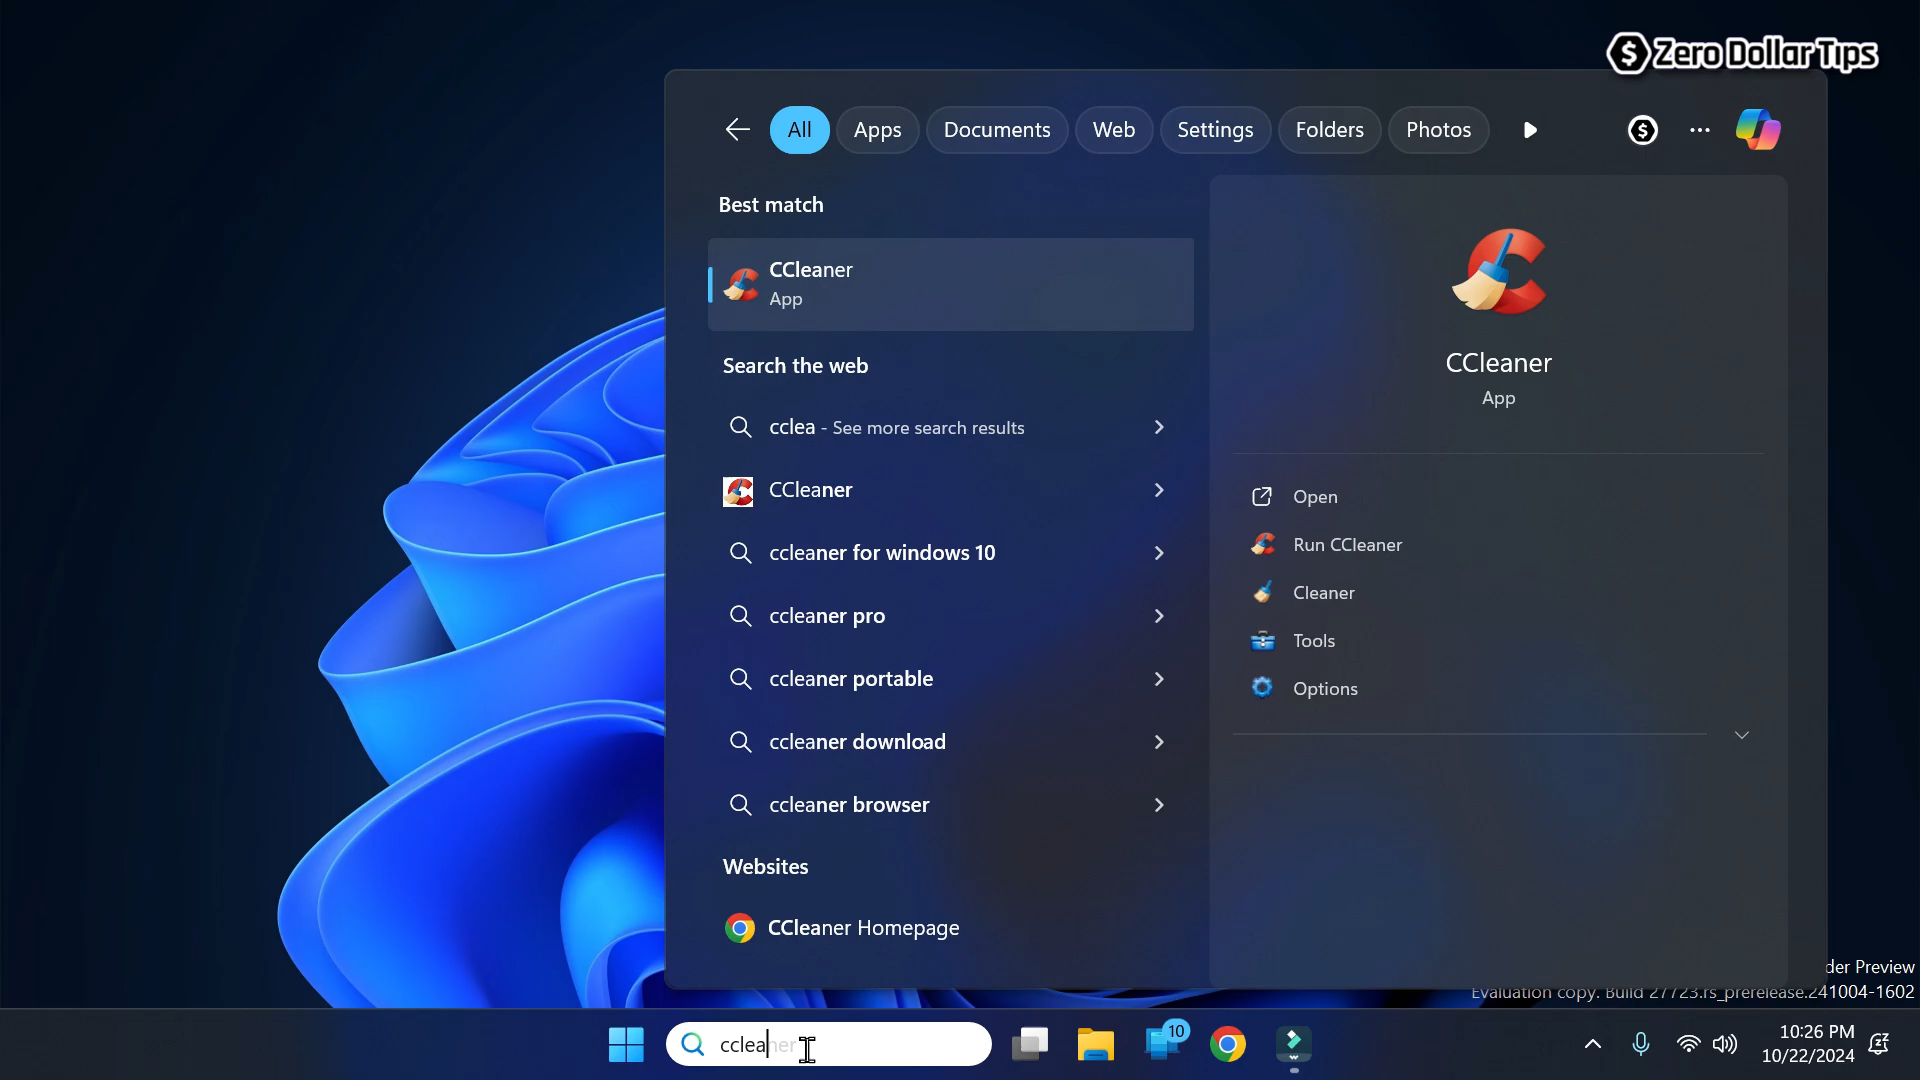 $ Zero Dollar Tips
All
Apps
Documents
Web
Settings
Folders
Photos
$
Best match
CCleaner
App
Search the web
cclea - See more search results
CCleaner
ccleaner for windows 10
ccleaner pro
ccleaner portable
ccleaner download
ccleaner browser
Websites
CCleaner Homepage
CCleaner
App
Open
Run CCleaner
Cleaner
Tools
Options
der Preview
Evaluation copy. Build 27723.rs_prerelease.241004-1602
ccleaner
10
10:26 PM
10/22/2024